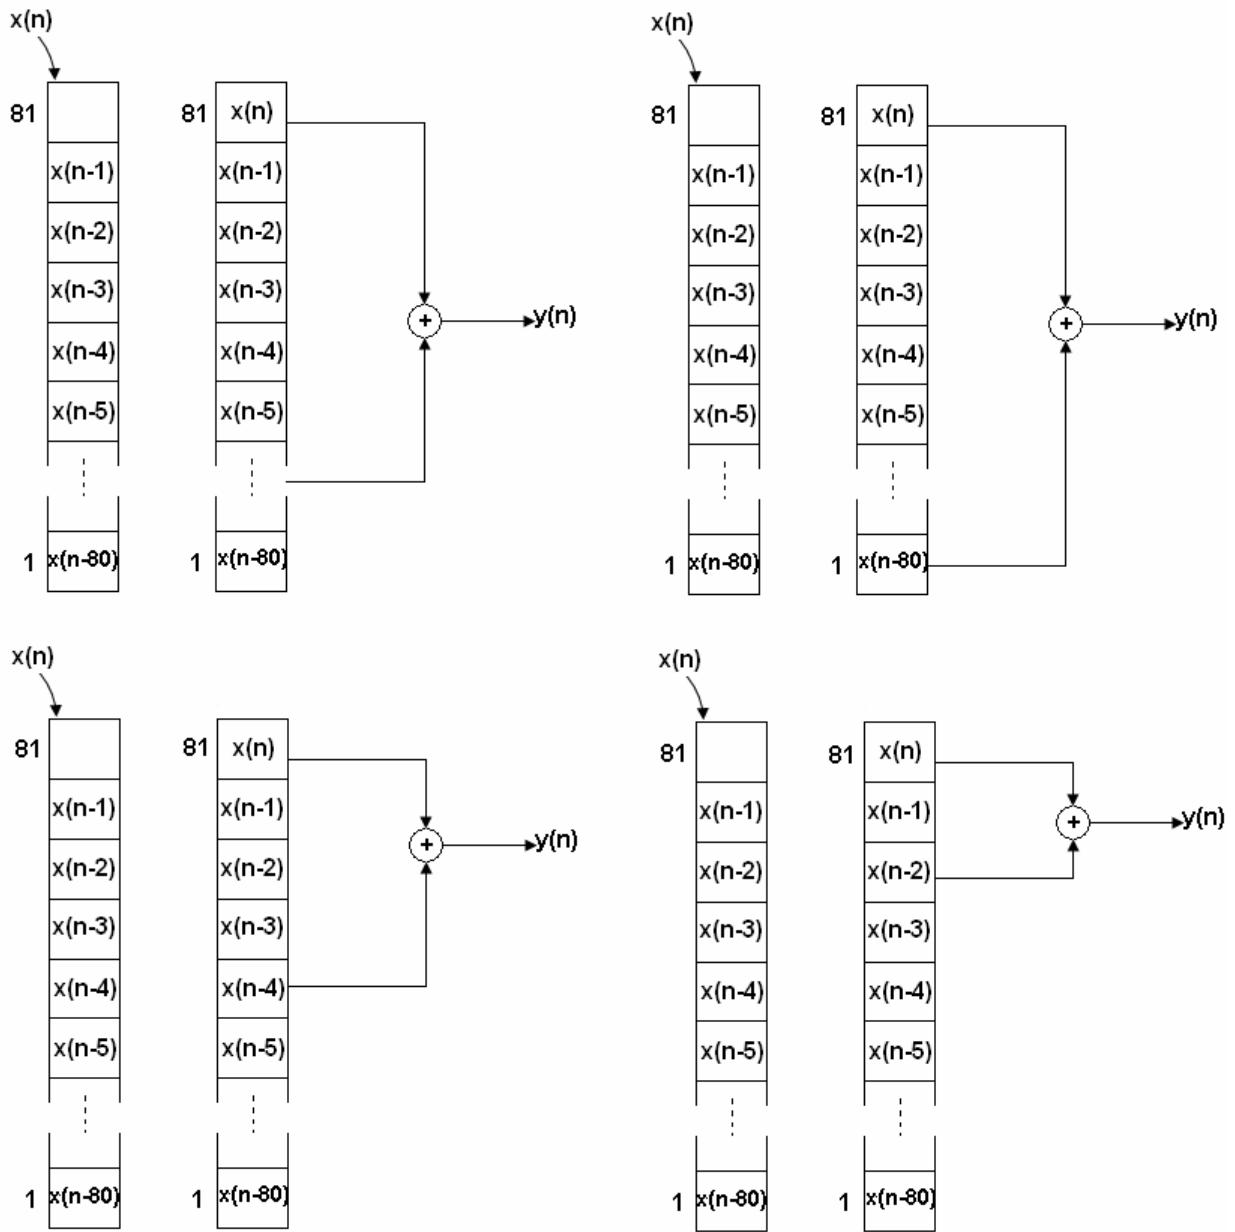 x(n)
81
x(n-1)
x(n-2)
x(n-3)
x(n-4)
x(n-5)
1 x(n-80)
81 x(n)
x(n-1)
x(n-2)
x(n-3)
x(n-4)
x(n-5)
1 x(n-80)
+
y(n)
x(n)
81
x(n-1)
x(n-2)
x(n-3)
x(n-4)
x(n-5)
1 x(n-80)
81 x(n)
x(n-1)
x(n-2)
x(n-3)
x(n-4)
x(n-5)
1 x(n-80)
+
y(n)
x(n)
81
x(n-1)
x(n-2)
x(n-3)
x(n-4)
x(n-5)
1 x(n-80)
81 x(n)
x(n-1)
x(n-2)
x(n-3)
x(n-4)
x(n-5)
1 x(n-80)
+
y(n)
x(n)
81
x(n-1)
x(n-2)
x(n-3)
x(n-4)
x(n-5)
1 x(n-80)
81 x(n)
x(n-1)
x(n-2)
x(n-3)
x(n-4)
x(n-5)
1 x(n-80)
+
y(n)